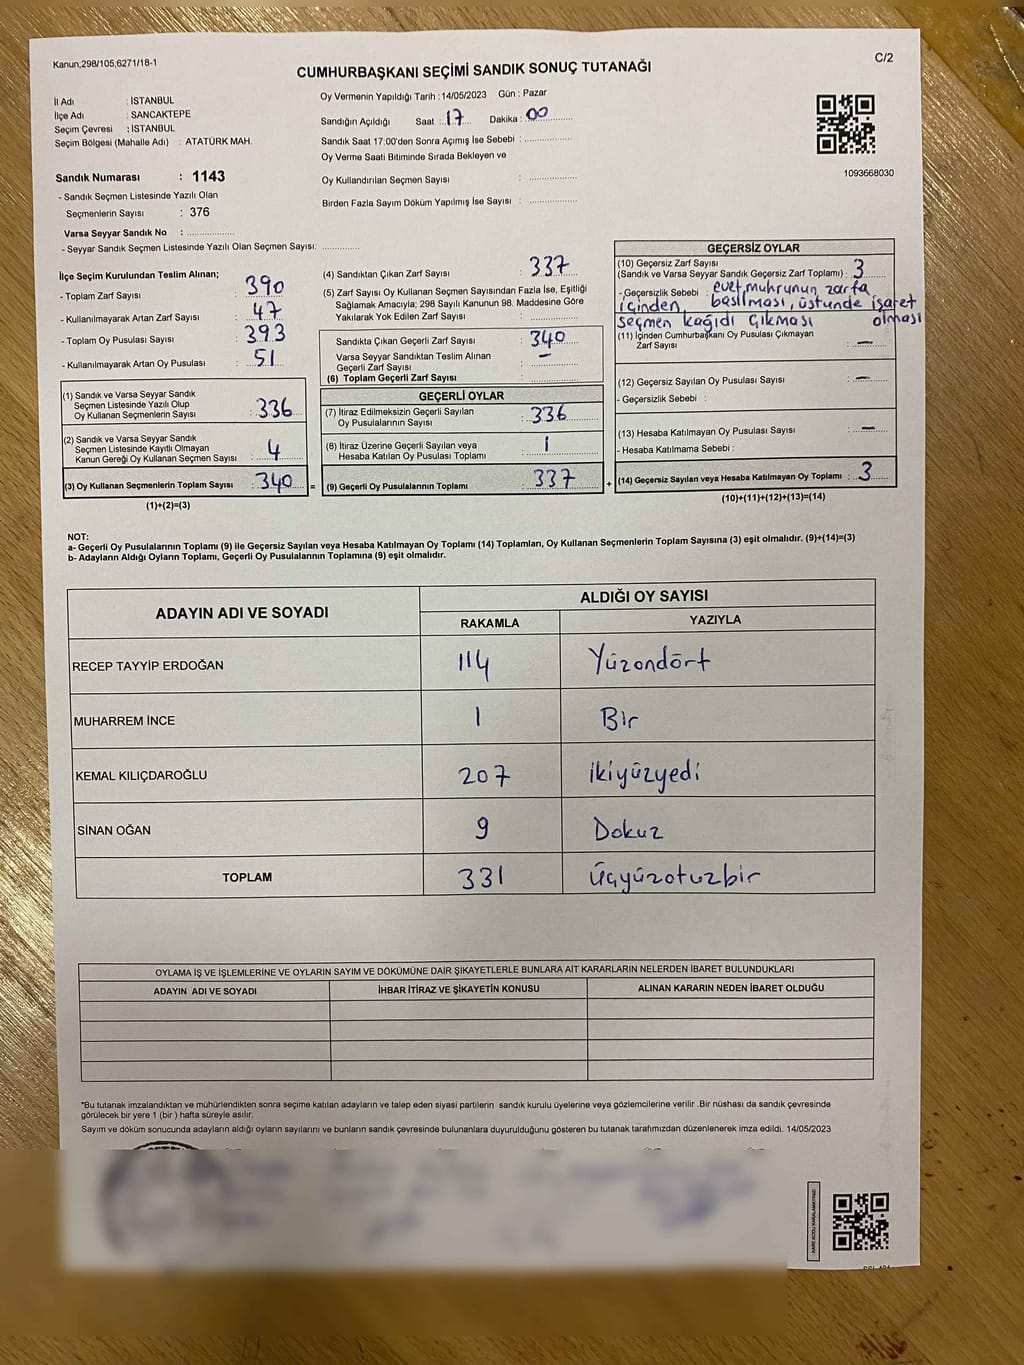 Kanun,298/105,6271/18-1
C/2
CUMHURBAŞKANI SEÇİMİ SANDIK SONUÇ TUTANAĞI
İl Adı : İSTANBUL
İlçe Adı : SANCAKTEPE
Seçim Çevresi : İSTANBUL
Seçim Bölgesi (Mahalle Adı) : ATATÜRK MAH.
Oy Vermenin Yapıldığı Tarih : 14/05/2023 Gün : Pazar
Sandığın Açıldığı Saat : 17 Dakika : 00
Sandık Saat 17:00'den Sonra Açımış İse Sebebi :
Oy Verme Saati Bitiminde Sırada Bekleyen ve
Oy Kullandırılan Seçmen Sayısı :
Birden Fazla Sayım Döküm Yapılmış İse Sayısı :
1093668030
Sandık Numarası : 1143
- Sandık Seçmen Listesinde Yazılı Olan
Seçmenlerin Sayısı : 376
Varsa Seyyar Sandık No :
- Seyyar Sandık Seçmen Listesinde Yazılı Olan Seçmen Sayısı:
İlçe Seçim Kurulundan Teslim Alınan;
- Toplam Zarf Sayısı : 390
- Kullanılmayarak Artan Zarf Sayısı : 47
- Toplam Oy Pusulası Sayısı : 393
- Kullanılmayarak Artan Oy Pusulası : 51
(1) Sandık ve Varsa Seyyar Sandık
Seçmen Listesinde Yazılı Olup
Oy Kullanan Seçmenlerin Sayısı : 336
(2) Sandık ve Varsa Seyyar Sandık
Seçmen Listesinde Kayıtlı Olmayan
Kanun Gereği Oy Kullanan Seçmen Sayısı : 4
(3) Oy Kullanan Seçmenlerin Toplam Sayısı : 340 =
(1)+(2)=(3)
(4) Sandıktan Çıkan Zarf Sayısı : 337
(5) Zarf Sayısı Oy Kullanan Seçmen Sayısından Fazla İse, Eşitliği
Sağlamak Amacıyla; 298 Sayılı Kanunun 98. Maddesine Göre
Yakılarak Yok Edilen Zarf Sayısı :
Sandıkta Çıkan Geçerli Zarf Sayısı : 340
Varsa Seyyar Sandıktan Teslim Alınan
Geçerli Zarf Sayısı : –
(6) Toplam Geçerli Zarf Sayısı :
GEÇERLİ OYLAR
(7) İtiraz Edilmeksizin Geçerli Sayılan
Oy Pusulalarının Sayısı : 336
(8) İtiraz Üzerine Geçerli Sayılan veya
Hesaba Katılan Oy Pusulası Toplamı : 1
(9) Geçerli Oy Pusulalarının Toplamı : 337 +
GEÇERSİZ OYLAR
(10) Geçersiz Zarf Sayısı
(Sandık ve Varsa Seyyar Sandık Geçersiz Zarf Toplamı) : 3
- Geçersizlik Sebebi : evet mührünün zarfa
içinden basılması, üstünde işaret
seçmen kağıdı çıkması olması
(11) İçinden Cumhurbaşkanı Oy Pusulası Çıkmayan
Zarf Sayısı : –
(12) Geçersiz Sayılan Oy Pusulası Sayısı : –
- Geçersizlik Sebebi :
(13) Hesaba Katılmayan Oy Pusulası Sayısı : –
- Hesaba Katılmama Sebebi :
(14) Geçersiz Sayılan veya Hesaba Katılmayan Oy Toplamı : 3
(10)+(11)+(12)+(13)=(14)
NOT:
a- Geçerli Oy Pusulalarının Toplamı (9) ile Geçersiz Sayılan veya Hesaba Katılmayan Oy Toplamı (14) Toplamları, Oy Kullanan Seçmenlerin Toplam Sayısına (3) eşit olmalıdır. (9)+(14)=(3)
b- Adayların Aldığı Oyların Toplamı, Geçerli Oy Pusulalarının Toplamına (9) eşit olmalıdır.
ADAYIN ADI VE SOYADI
ALDIĞI OY SAYISI
RAKAMLA YAZIYLA
RECEP TAYYİP ERDOĞAN 114 Yüzondört
MUHARREM İNCE 1 Bir
KEMAL KILIÇDAROĞLU 207 ikiyüzyedi
SİNAN OĞAN 9 Dokuz
TOPLAM 331 Üçyüzotuzbir
OYLAMA İŞ VE İŞLEMLERİNE VE OYLARIN SAYIM VE DÖKÜMÜNE DAİR ŞİKAYETLERLE BUNLARA AİT KARARLARIN NELERDEN İBARET BULUNDUKLARI
ADAYIN ADI VE SOYADI İHBAR İTİRAZ VE ŞİKAYETİN KONUSU ALINAN KARARIN NEDEN İBARET OLDUĞU
*Bu tutanak imzalandıktan ve mühürlendikten sonra seçime katılan adayların ve talep eden siyasi partilerin sandık kurulu üyelerine veya gözlemcilerine verilir .Bir nüshası da sandık çevresinde
görülecek bir yere 1 (bir ) hafta süreyle asılır.
Sayım ve döküm sonucunda adayların aldığı oyların sayılarını ve bunların sandık çevresinde bulunanlara duyurulduğunu gösteren bu tutanak tarafımızdan düzenlenerek imza edildi. 14/05/2023